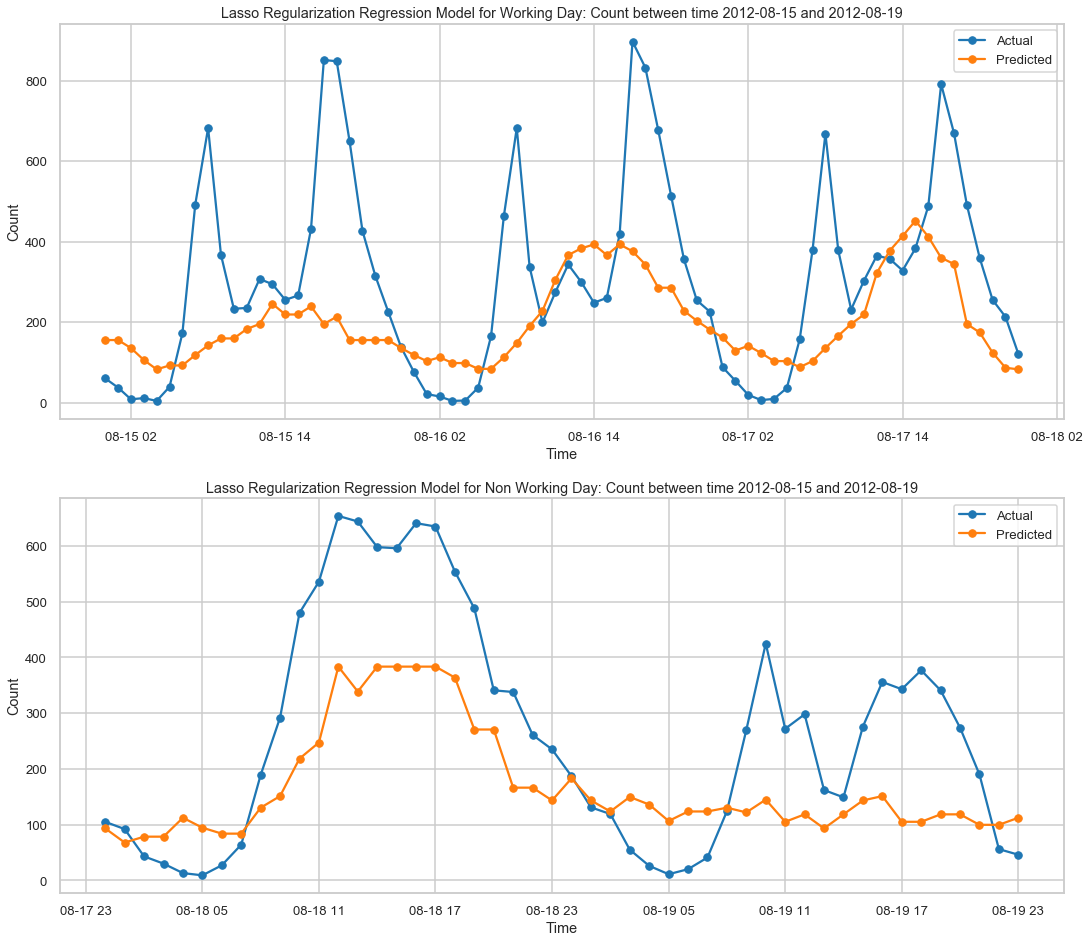 Lasso Regularization Regression Model for Working Day: Count between time 2012-08-15 and 2012-08-19
Actual
Predicted
800
600
400
200
0
Count
08-15 02 08-15 14 08-16 02 08-16 14 08-17 02 08-17 14 08-18 02
Time
Lasso Regularization Regression Model for Non Working Day: Count between time 2012-08-15 and 2012-08-19
Actual
Predicted
600
500
400
300
200
100
0
Count
08-17 23 08-18 05 08-18 11 08-18 17 08-18 23 08-19 05 08-19 11 08-19 17 08-19 23
Time